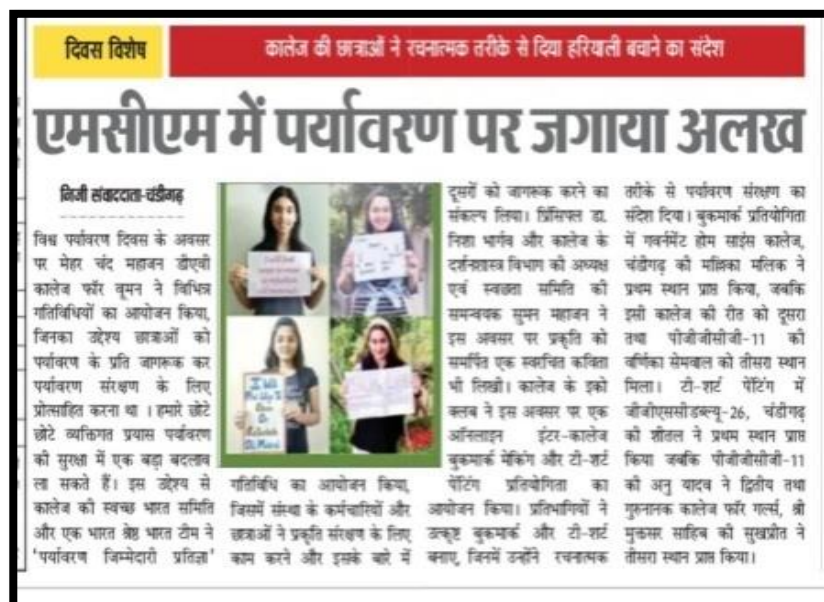 दिवस विशेष
कालेज की छात्राओं ने रचनात्मक तरीके से दिया हरियाली बचाने का संदेश
एमसीएम में पर्यावरण पर जगाया अलख
निजी संवाददाता-चंडीगढ़
विश्व पर्यावरण दिवस के अवसर
पर मेहर चंद महाजन डीएवी
कालेज फॉर वूमन ने विभिन्न
गतिविधियों का आयोजन किया,
जिनका उद्देश्य छात्राओं को
पर्यावरण के प्रति जागरूक कर
पर्यावरण संरक्षण के लिए
प्रोत्साहित करना था । हमारे छोटे
छोटे व्यक्तिगत प्रयास पर्यावरण
की सुरक्षा में एक बड़ा बदलाव
ला सकते हैं। इस उद्देश्य से
कालेज की स्वच्छ भारत समिति
और एक भारत श्रेष्ठ भारत टीम ने
'पर्यावरण जिम्मेदारी प्रतिज्ञा'
I Will
गतिविधि का आयोजन किया,
जिसमें संस्था के कर्मचारियों और
छात्राओं ने प्रकृति संरक्षण के लिए
काम करने और इसके बारे में
दूसरों को जागरूक करने का
संकल्प लिया। प्रिंसिपल डा.
निशा भार्गव और कालेज के
दर्शनशास्त्र विभाग की अध्यक्ष
एवं स्वच्छता समिति की
समन्वयक सुमन महाजन ने
इस अवसर पर प्रकृति को
समर्पित एक स्वरचित कविता
भी लिखी। कालेज के इको
क्लब ने इस अवसर पर एक
ऑनलाइन इंटर-कालेज
बुकमार्क मेकिंग और टी-शर्ट
पेंटिंग प्रतियोगिता का
आयोजन किया। प्रतिभागियों ने
उत्कृष्ट बुकमार्क और टी-शर्ट
बनाए, जिनमें उन्होंने रचनात्मक
तरीके से पर्यावरण संरक्षण का
संदेश दिया। बुकमार्क प्रतियोगिता
में गवर्नमेंट होम साइंस कालेज,
चंडीगढ़ की मल्लिका मलिक ने
प्रथम स्थान प्राप्त किया, जबकि
इसी कालेज की रीत को दूसरा
तथा पीजीजीसीजी-11 की
वर्णिका सेमवाल को तीसरा स्थान
मिला। टी-शर्ट पेंटिंग में
जीजीएससीडब्ल्यू-26, चंडीगढ़
की शीतल ने प्रथम स्थान प्राप्त
किया जबकि पीजीजीसीजी-11
की अनु यादव ने द्वितीय तथा
गुरुनानक कालेज फॉर गर्ल्स, श्री
मुक्तसर साहिब की सुखप्रीत ने
तीसरा स्थान प्राप्त किया।